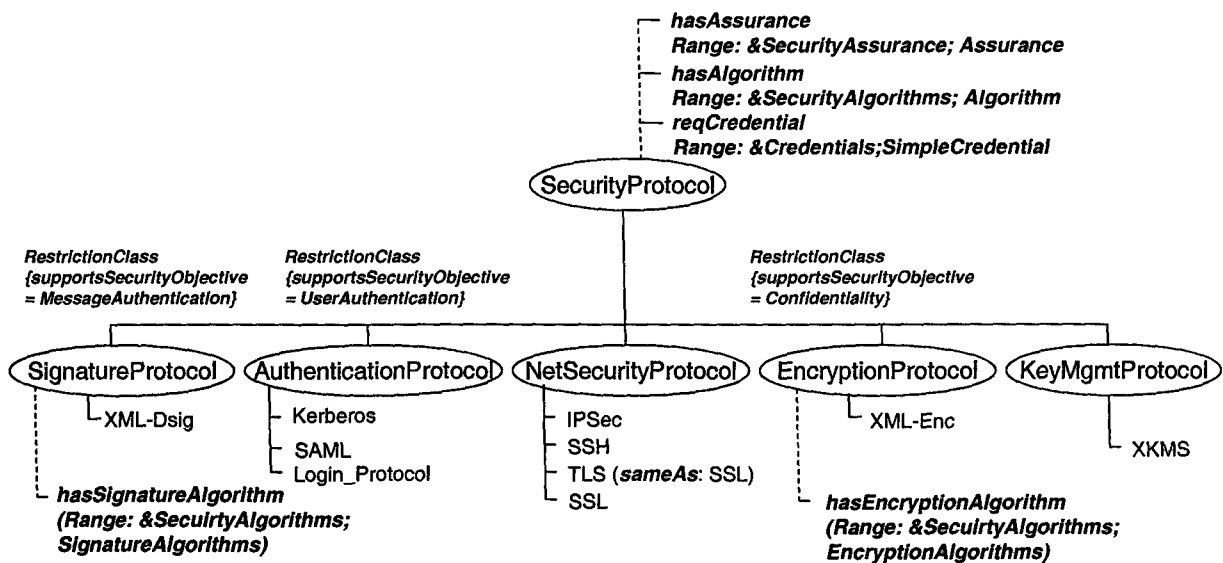 hasAssurance
Range: &SecurityAssurance; Assurance
hasAlgorithm
Range: &SecurityAlgorithms; Algorithm
reqCredential
Range: &Credentials;SimpleCredential
SecurityProtocol
RestrictionClass
{supportsSecurityObjective
= MessageAuthentication}
RestrictionClass
{supportsSecurityObjective
= UserAuthentication}
RestrictionClass
{supportsSecurityObjective
= Confidentiality}
SignatureProtocol
AuthenticationProtocol
NetSecurityProtocol
EncryptionProtocol
KeyMgmtProtocol
XML-Dsig
hasSignatureAlgorithm
(Range: &SecuirtyAlgorithms;
SignatureAlgorithms)
Kerberos
SAML
Login_Protocol
IPSec
SSH
TLS (sameAs: SSL)
SSL
XML-Enc
hasEncryptionAlgorithm
(Range: &SecuirtyAlgorithms;
EncryptionAlgorithms)
XKMS